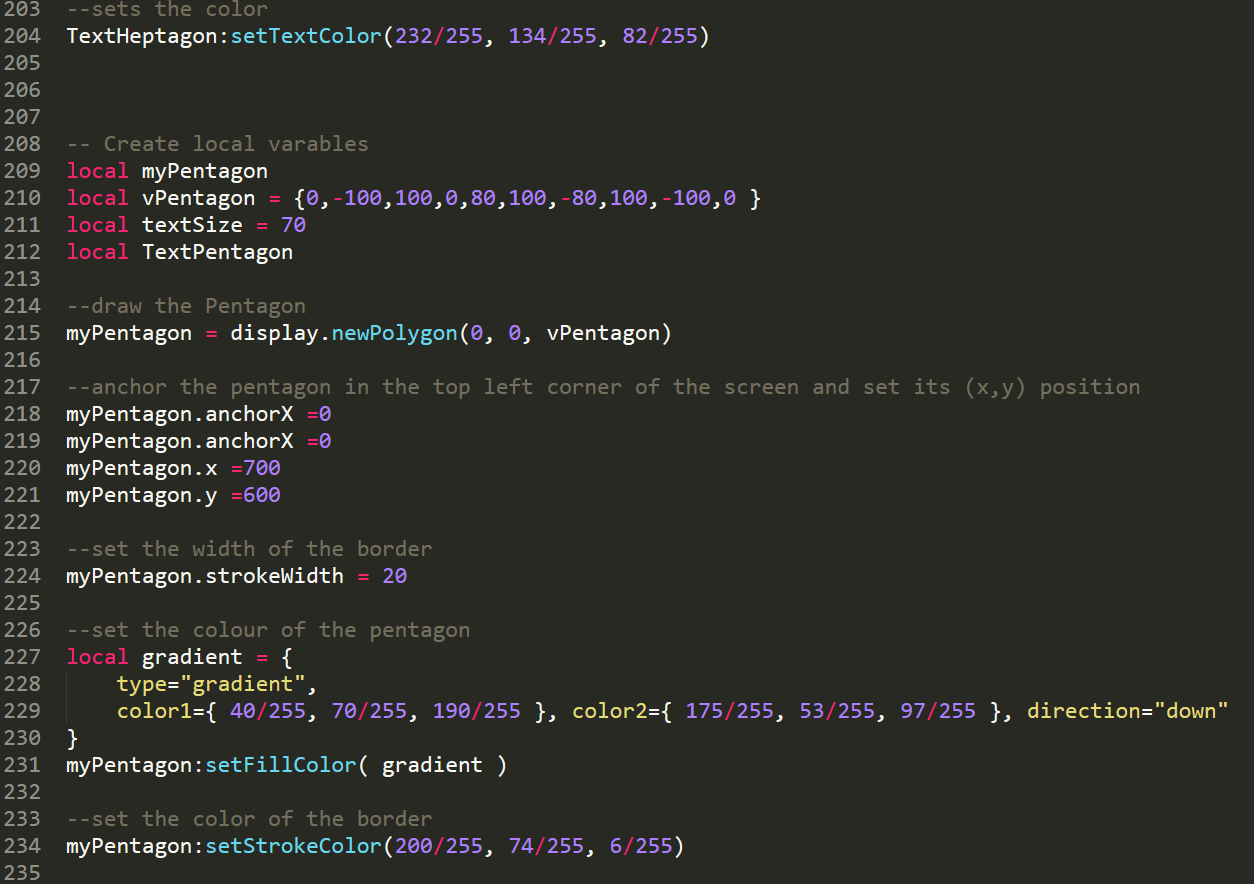 203 --sets the color
204 TextHeptagon:setTextColor(232/255, 134/255, 82/255)
205
206
207
208 -- Create local varables
209 local myPentagon
210 local vPentagon = {0,-100,100,0,80,100,-80,100,-100,0 }
211 local textSize = 70
212 local TextPentagon
213
214 --draw the Pentagon
215 myPentagon = display.newPolygon(0, 0, vPentagon)
216
217 --anchor the pentagon in the top left corner of the screen and set its (x,y) position
218 myPentagon.anchorX =0
219 myPentagon.anchorX =0
220 myPentagon.x =700
221 myPentagon.y =600
222
223 --set the width of the border
224 myPentagon.strokeWidth = 20
225
226 --set the colour of the pentagon
227 local gradient = {
228     type="gradient",
229     color1={ 40/255, 70/255, 190/255 }, color2={ 175/255, 53/255, 97/255 }, direction="down"
230 }
231 myPentagon:setFillColor( gradient )
232
233 --set the color of the border
234 myPentagon:setStrokeColor(200/255, 74/255, 6/255)
235